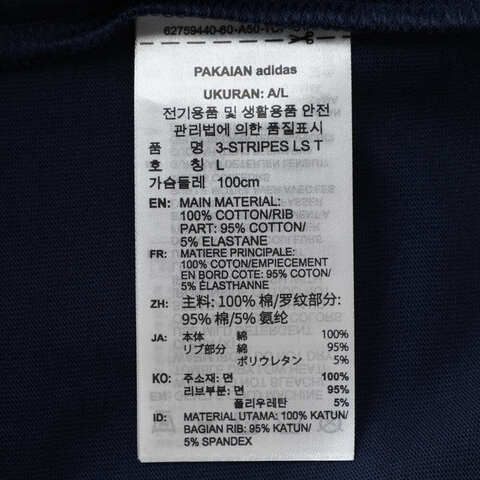 PAKAIAN adidas
UKURAN: A/L
전기용품 및 생활용품 안전
관리법에 의한 품질표시
품 명 3-STRIPES LS T
호 칭 L
가슴둘레 100cm
EN: MAIN MATERIAL:
100% COTTON/RIB
PART: 95% COTTON/
5% ELASTANE
FR: MATIERE PRINCIPALE:
100% COTTON/EMPIECEMENT
EN BORD COTE: 95% COTON/
5% ÉLASTHANNE
ZH: 主料: 100% 棉/罗纹部分:
95% 棉/5% 氨纶
JA: 本体 綿 100%
リブ部分 綿 95%
ポリウレタン 5%
KO: 주소재: 면 100%
리브부분: 면 95%
폴리우레탄 5%
ID: MATERIAL UTAMA: 100% KATUN/
BAGIAN RIB: 95% KATUN/
5% SPANDEX